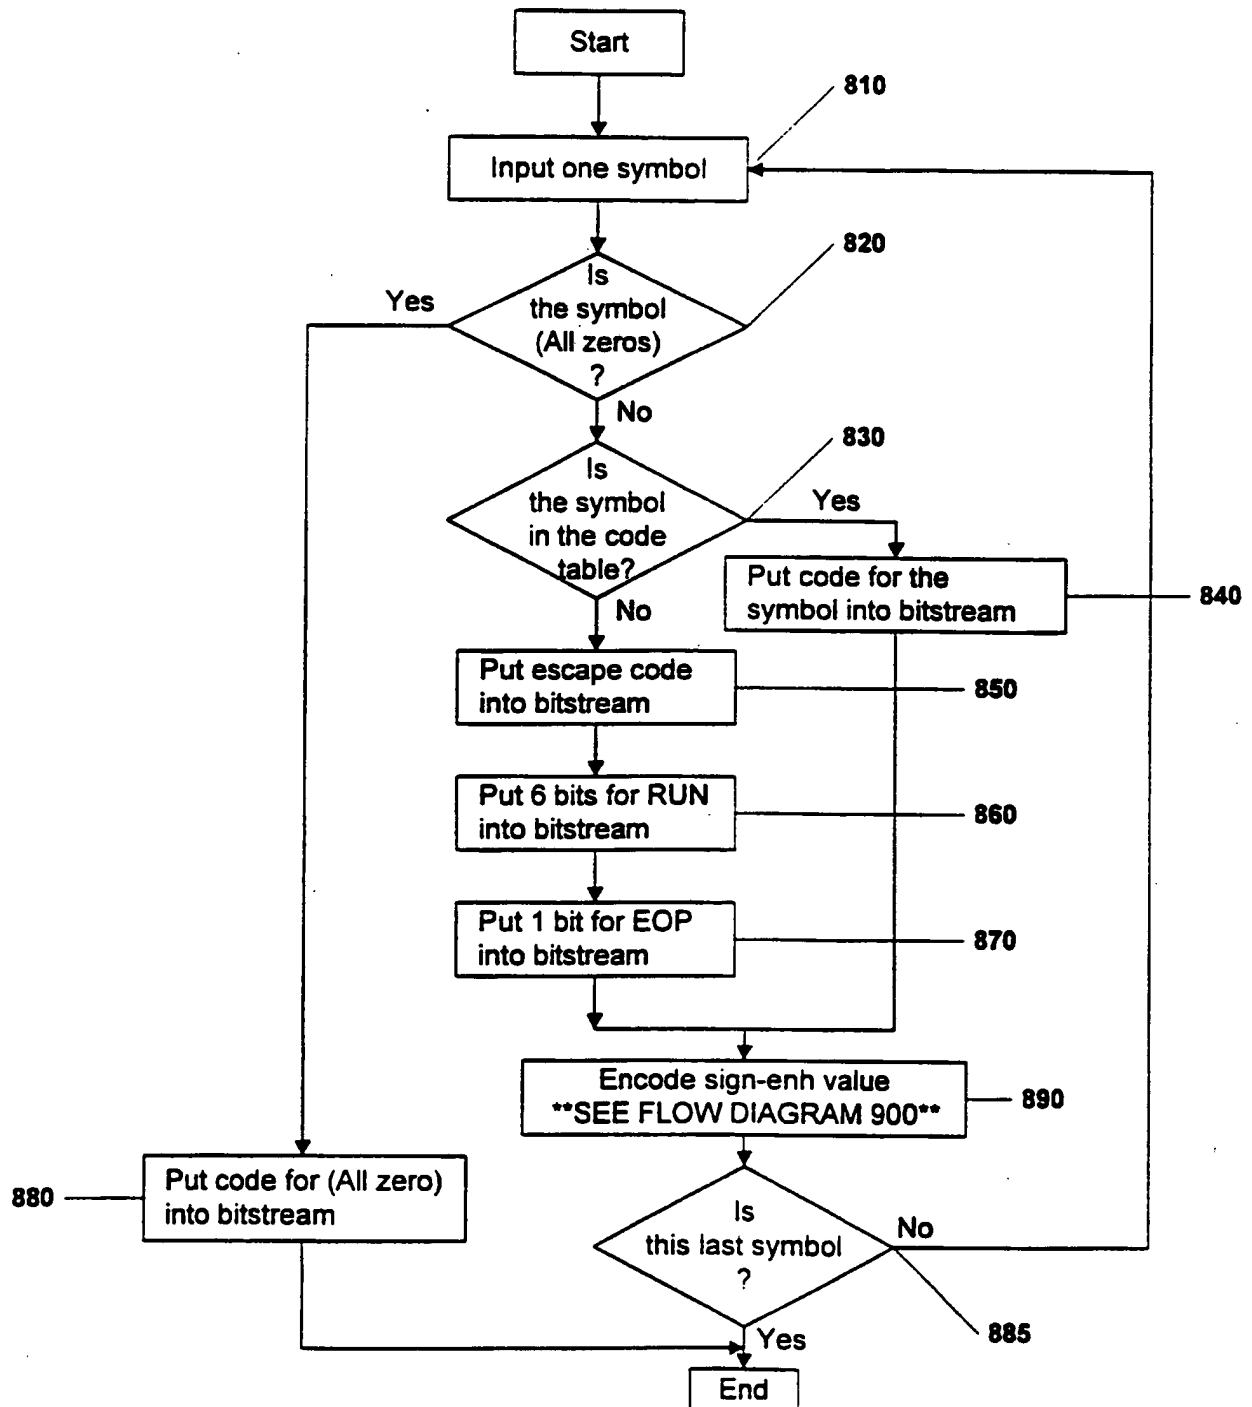 Start
810
Input one symbol
820
Is
the symbol
(All zeros)
?
Yes
No
830
Is
the symbol
in the code
table?
Yes
No
Put code for the
symbol into bitstream
840
Put escape code
into bitstream
850
Put 6 bits for RUN
into bitstream
860
Put 1 bit for EOP
into bitstream
870
Encode sign-enh value
**SEE FLOW DIAGRAM 900**
890
880
Put code for (All zero)
into bitstream
Is
this last symbol
?
No
885
Yes
End